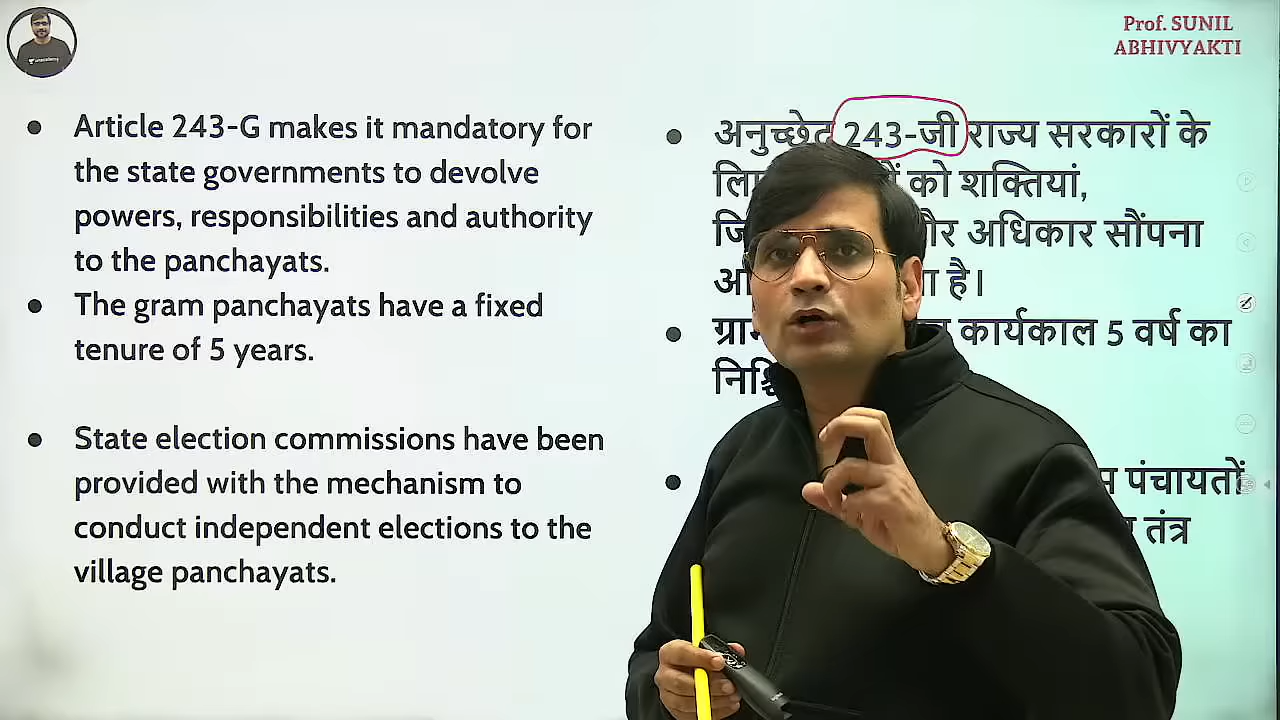 Prof. SUNIL
ABHIVYAKTI
Article 243-G makes it mandatory for
the state governments to devolve
powers, responsibilities and authority
to the panchayats.
The gram panchayats have a fixed
tenure of 5 years.
State election commissions have been
provided with the mechanism to
conduct independent elections to the
village panchayats.
अनुच्छेद 243-जी राज्य सरकारों के
को शक्तियां,
अधिकार सौंपना
है।
कार्यकाल 5 वर्ष का
पंचायतों
तंत्र